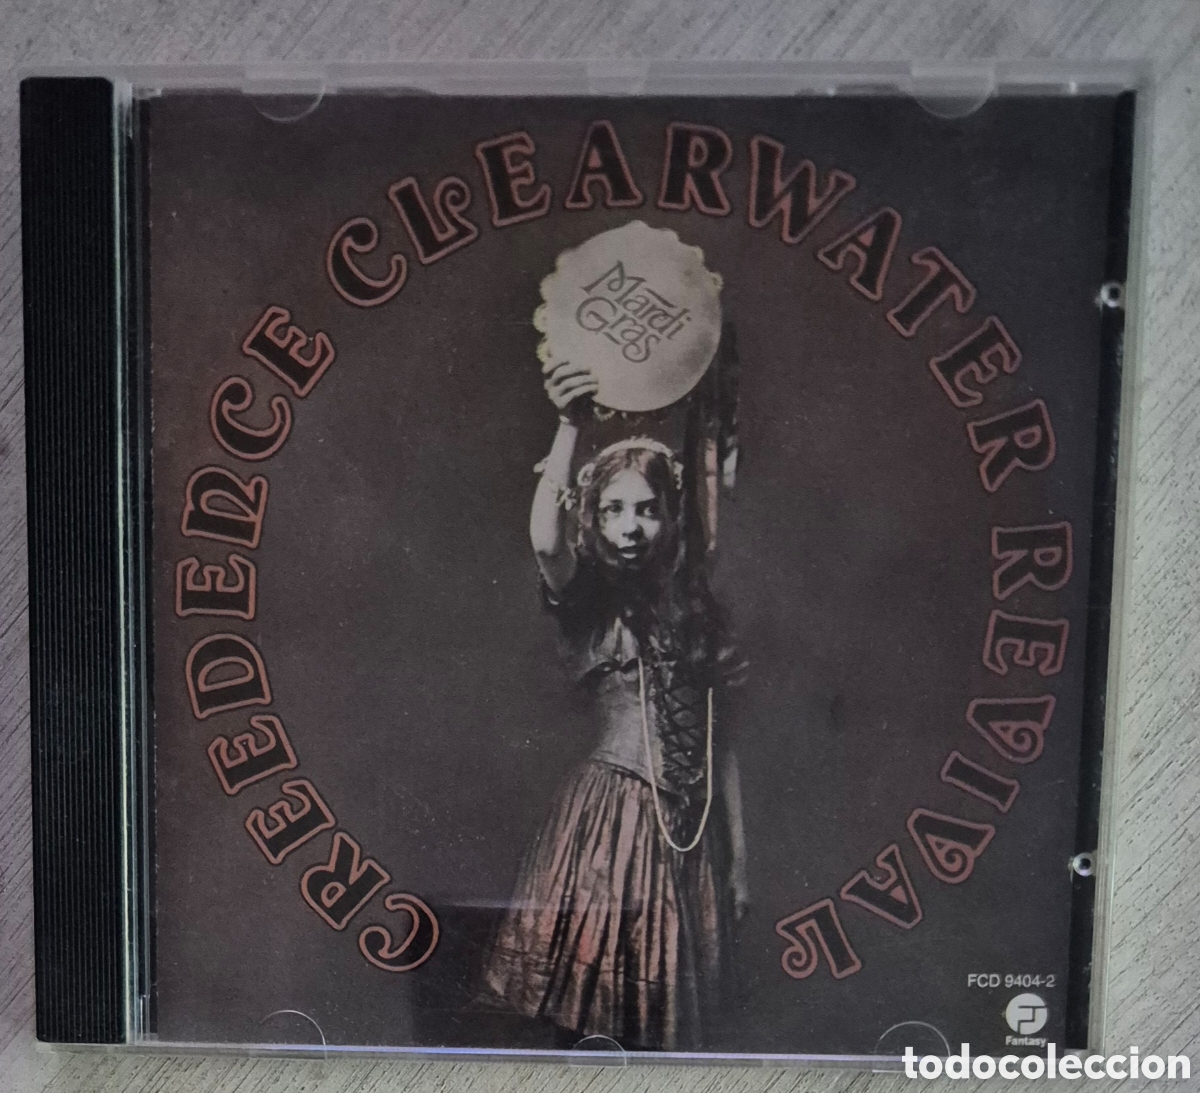 CREEDENCE CLEARWATER REVIVAL
Mardi
Gras
FCD 9404-2
Fantasy
todocoleccion